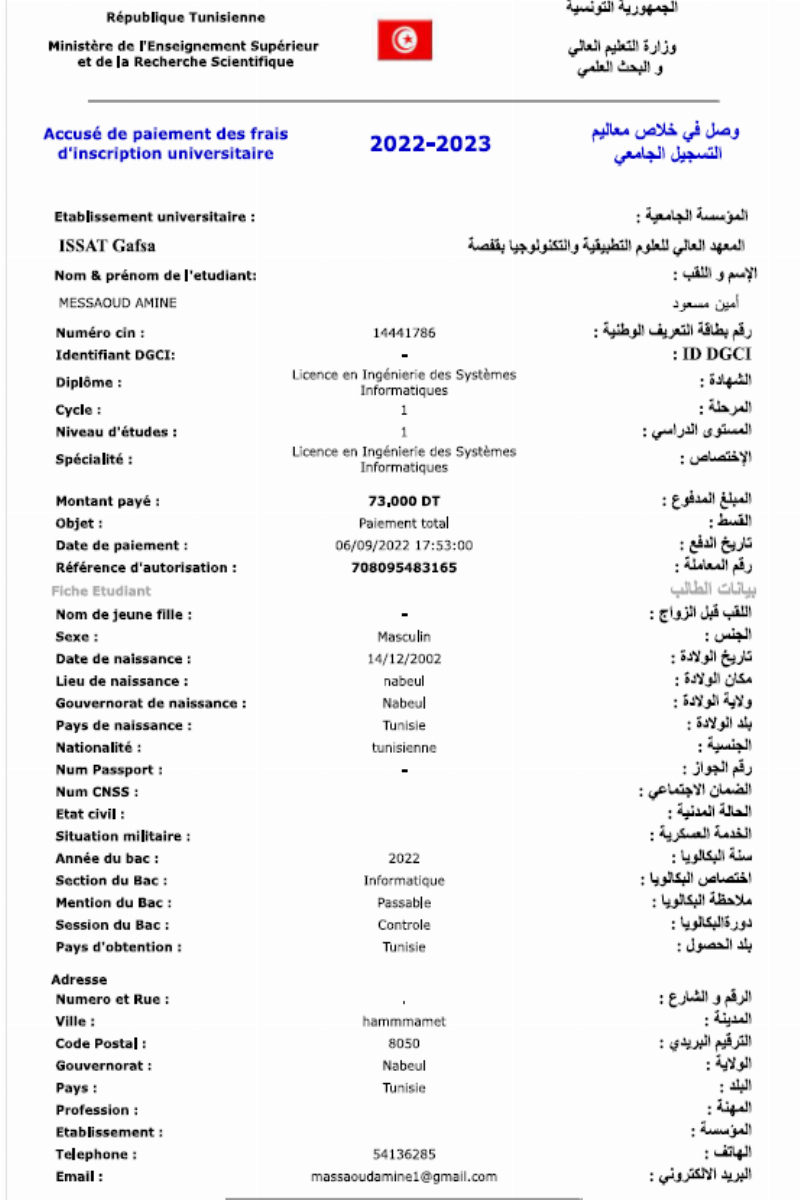 République Tunisienne
الجمهورية التونسية
Ministère de l'Enseignement Supérieur
et de la Recherche Scientifique
وزارة التعليم العالي
و البحث العلمي
Accusé de paiement des frais
d'inscription universitaire
2022-2023
وصل في خلاص معاليم
التسجيل الجامعي
Etablissement universitaire : المؤسسة الجامعية :
ISSAT Gafsa المعهد العالي للعلوم التطبيقية والتكنولوجيا بقفصة
Nom & prénom de l'etudiant: الإسم و اللقب :
MESSAOUD AMINE أمين مسعود
Numéro cin : 14441786 رقم بطاقة التعريف الوطنية :
Identifiant DGCI: - ID DGCI :
Diplôme : Licence en Ingénierie des Systèmes
Informatiques الشهادة :
Cycle : 1 المرحلة :
Niveau d'études : 1 المستوى الدراسي :
Spécialité : Licence en Ingénierie des Systèmes
Informatiques الإختصاص :
Montant payé : 73,000 DT المبلغ المدفوع :
Objet : Paiement total القسط :
Date de paiement : 06/09/2022 17:53:00 تاريخ الدفع :
Référence d'autorisation : 708095483165 رقم المعاملة :
Fiche Etudiant بيانات الطالب
Nom de jeune fille : - اللقب قبل الزواج :
Sexe : Masculin الجنس :
Date de naissance : 14/12/2002 تاريخ الولادة :
Lieu de naissance : nabeul مكان الولادة :
Gouvernorat de naissance : Nabeul ولاية الولادة :
Pays de naissance : Tunisie بلد الولادة :
Nationalité : tunisienne الجنسية :
Num Passport : - رقم الجواز :
Num CNSS : الضمان الاجتماعي :
Etat civil : الحالة المدنية :
Situation militaire : الخدمة العسكرية :
Année du bac : 2022 سنة البكالويا :
Section du Bac : Informatique اختصاص البكالويا :
Mention du Bac : Passable ملاحظة البكالويا :
Session du Bac : Controle دورةالبكالويا :
Pays d'obtention : Tunisie بلد الحصول :
Adresse
Numero et Rue : . الرقم و الشارع :
Ville : hammmamet المدينة :
Code Postal : 8050 الترقيم البريدي :
Gouvernorat : Nabeul الولاية :
Pays : Tunisie البلد :
Profession : المهنة :
Etablissement : المؤسسة :
Telephone : 54136285 الهاتف :
Email : massaoudamine1@gmail.com البريد الالكتروني :